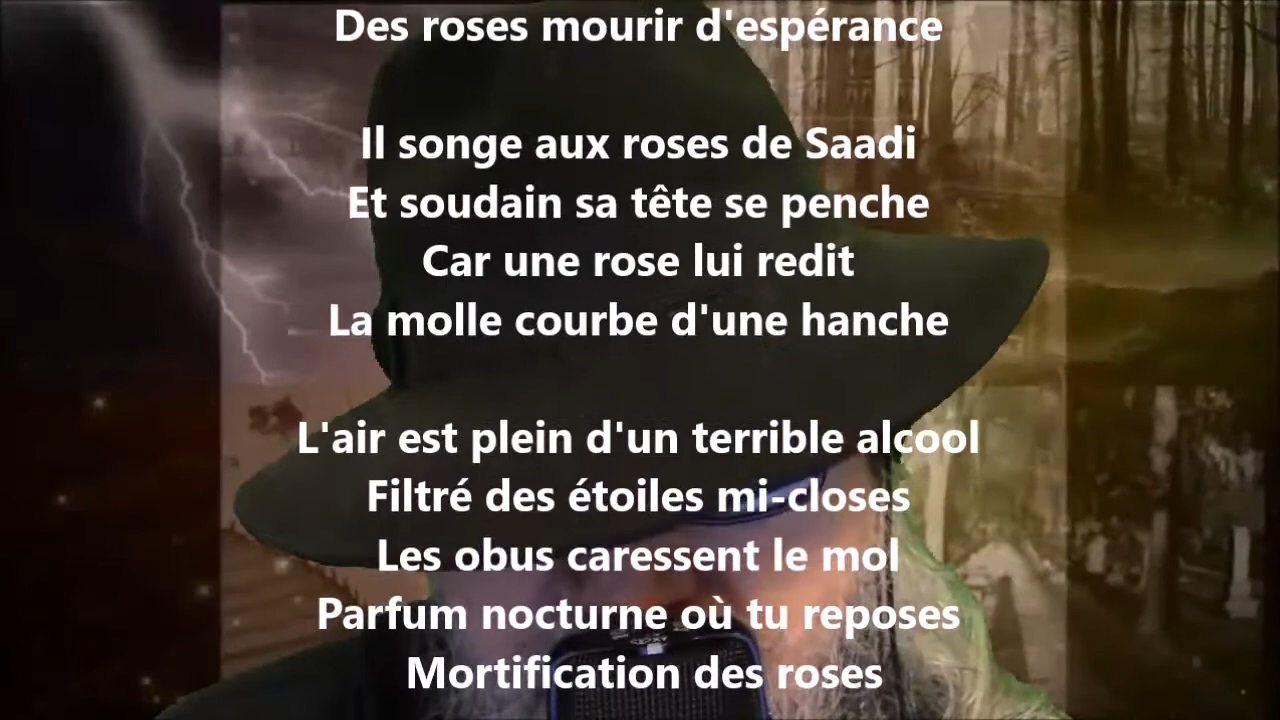 Des roses mourir d'espérance
Il songe aux roses de Saadi
Et soudain sa tête se penche
Car une rose lui redit
La molle courbe d'une hanche
L'air est plein d'un terrible alcool
Filtré des étoiles mi-closes
Les obus caressent le mol
Parfum nocturne où tu reposes
Mortification des roses